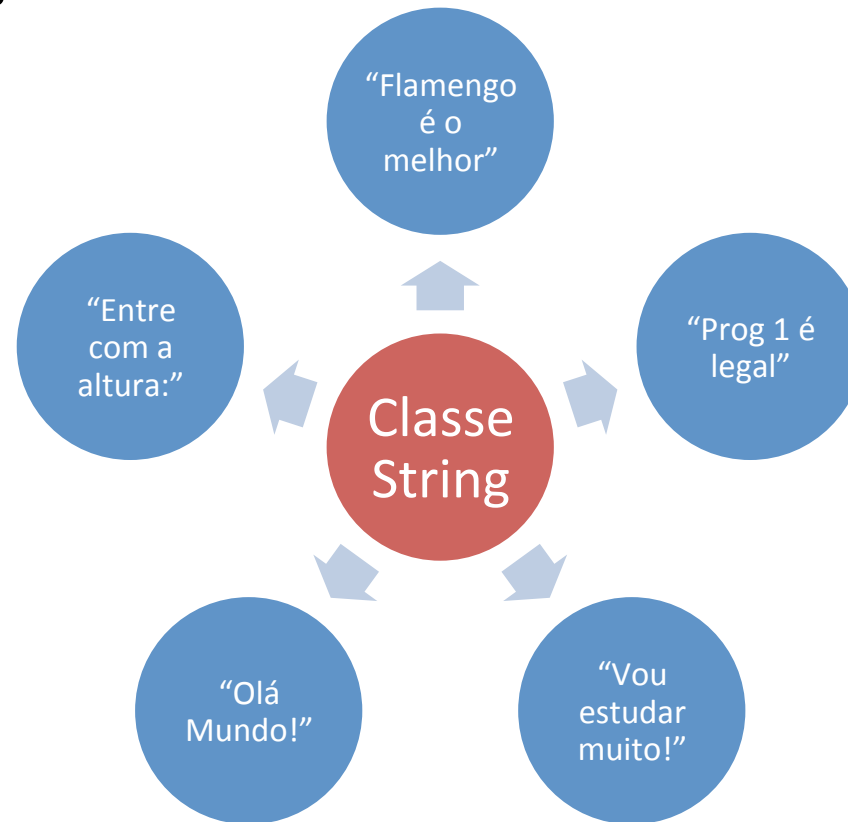 “Flamengo
é o
melhor”
“Entre
com a
altura:”
“Prog 1 é
legal”
Classe
String
“Olá
Mundo!”
“Vou
estudar
muito!”